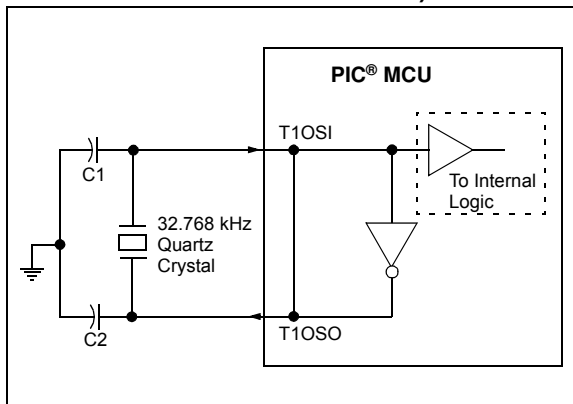 PIC® MCU
T1OSI
C1
To Internal
Logic
32.768 kHz
Quartz
Crystal
C2
T1OSO